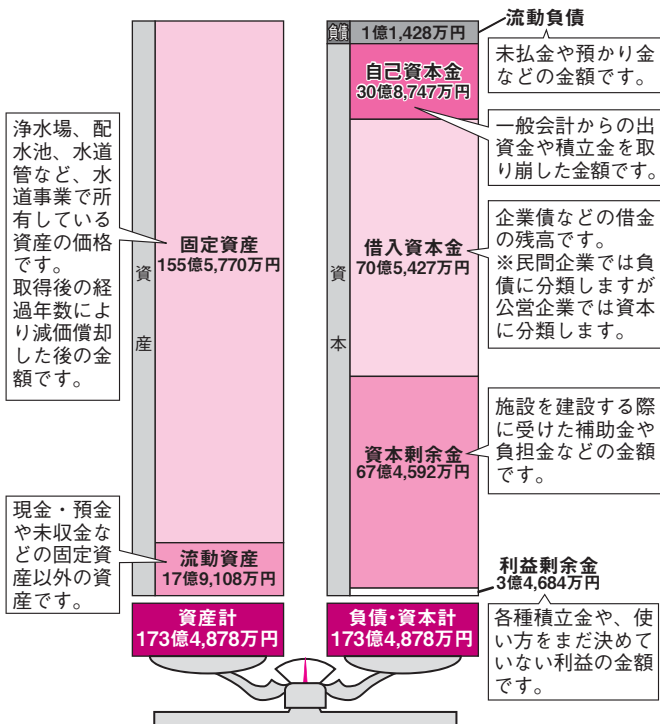 浄水場、配
水池、水道
管など、水
道事業で所
有している
資産の価格
です。
取得後の経
過年数によ
り減価償却
した後の金
額です。
現金・預金
や未収金な
どの固定資
産以外の資
産です。
資産
固定資産
155億5,770万円
流動資産
17億9,108万円
資産計
173億4,878万円
負債
1億1,428万円
資本
自己資本金
30億8,747万円
借入資本金
70億5,427万円
資本剰余金
67億4,592万円
負債・資本計
173億4,878万円
流動負債
未払金や預かり金
などの金額です。
一般会計からの出
資金や積立金を取
り崩した金額です。
企業債などの借金
の残高です。
※民間企業では負
債に分類しますが
公営企業では資本
に分類します。
施設を建設する際
に受けた補助金や
負担金などの金額
です。
利益剰余金
3億4,684万円
各種積立金や、使
い方をまだ決めて
いない利益の金額
です。